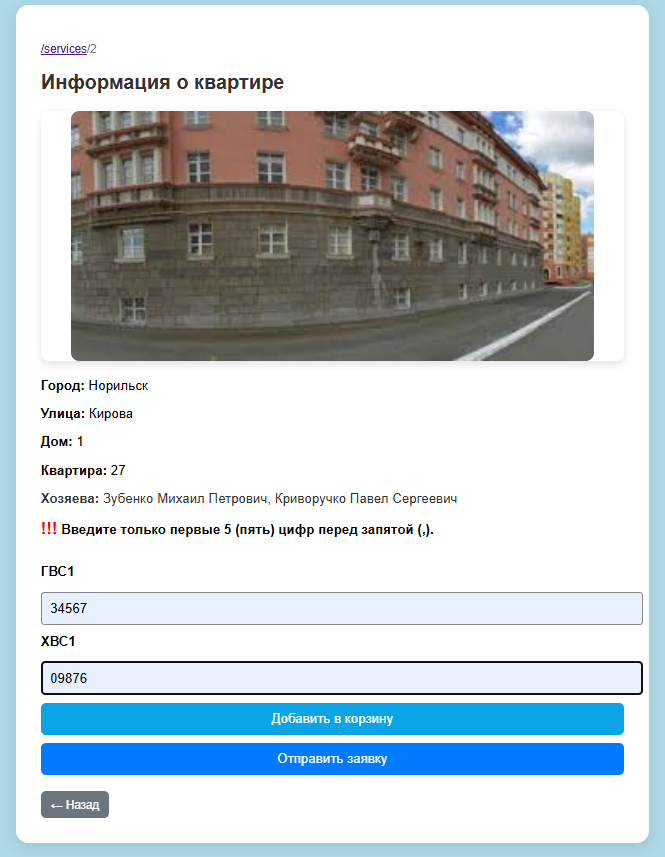 /services/2
Информация о квартире
Город: Норильск
Улица: Кирова
Дом: 1
Квартира: 27
Хозяева: Зубенко Михаил Петрович, Криворучко Павел Сергеевич
!!! Введите только первые 5 (пять) цифр перед запятой (,).
ГВС1
34567
ХВС1
09876
Добавить в корзину
Отправить заявку
← Назад